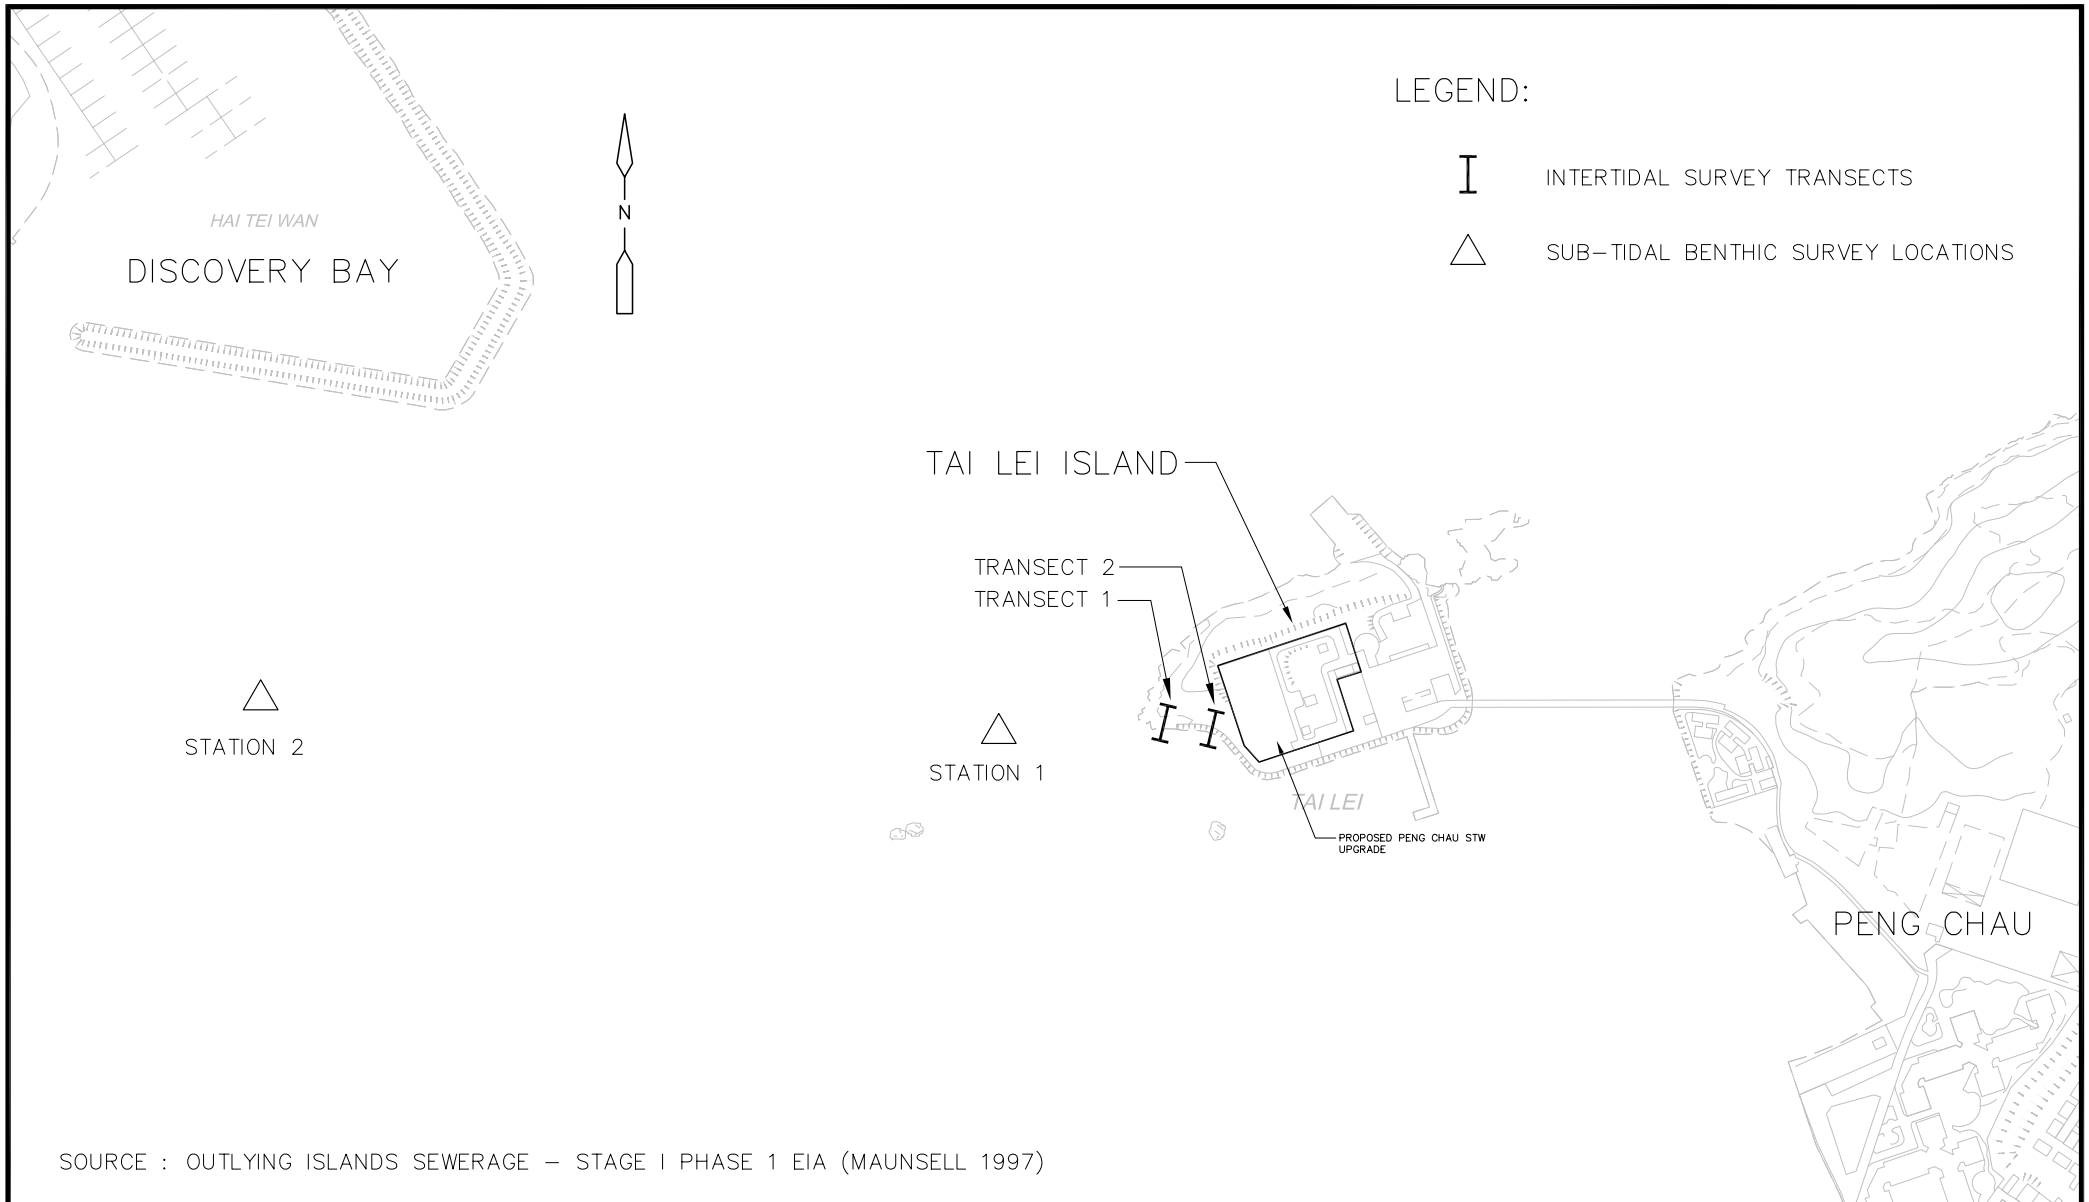 LEGEND:
INTERTIDAL SURVEY TRANSECTS
N
HAI TEI WAN
SUB-TIDAL BENTHIC SURVEY LOCATIONS
DISCOVERY BAY
TAI LEI ISLAND
TRANSECT 2
TRANSECT 1
STATION 2
STATION 1
TAI LEI
PROPOSED PENG CHAU STW
UPGRADE
PENG CHAU
SOURCE : OUTLYING ISLANDS SEWERAGE – STAGE I PHASE 1 EIA (MAUNSELL 1997)